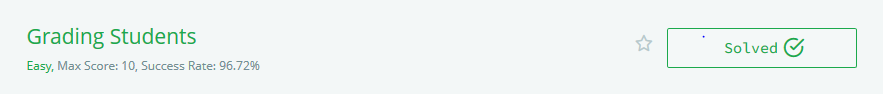 Grading Students
Solved
Easy, Max Score: 10, Success Rate: 96.72%